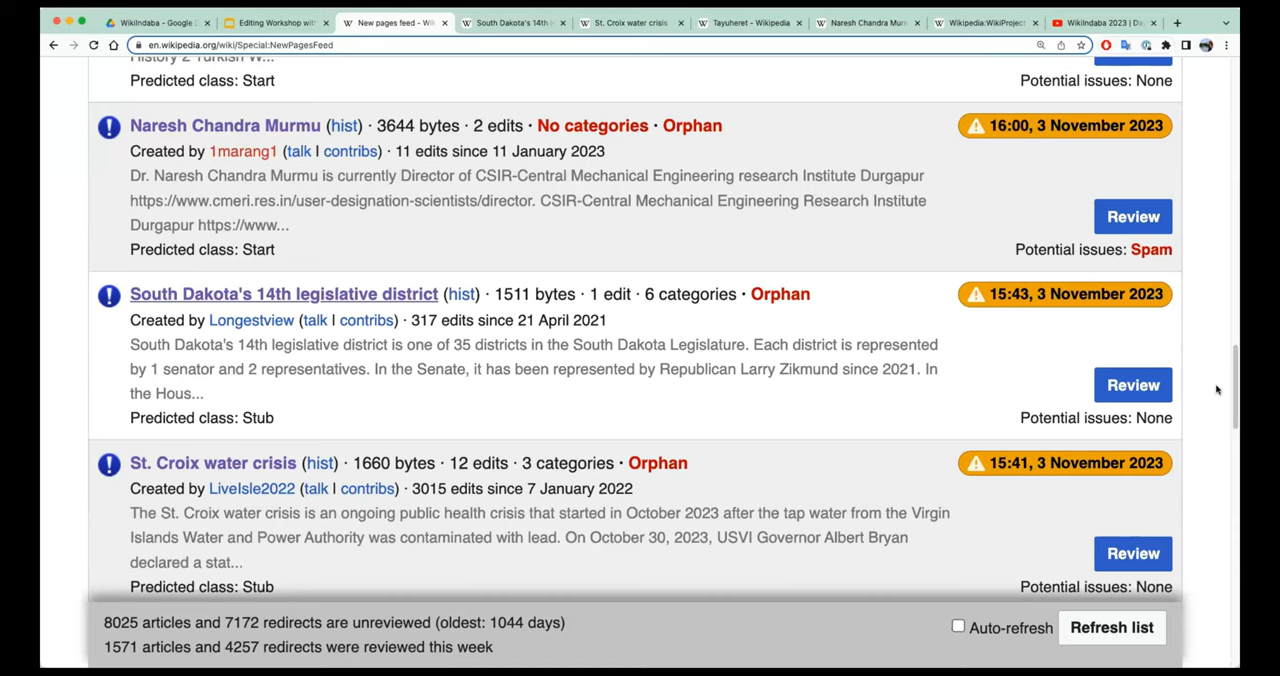 WikiIndaba - Google D
Editing Workshop with
New pages feed - Wik
South Dakota's 14th l
St. Croix water crisis
Tayuheret - Wikipedia
Naresh Chandra Murm
Wikipedia:WikiProject
WikiIndaba 2023 | Da
en.wikipedia.org/wiki/Special:NewPagesFeed
History 2 Turkish W...
Predicted class: Start Potential issues: None
Naresh Chandra Murmu (hist) · 3644 bytes · 2 edits · No categories · Orphan 16:00, 3 November 2023
Created by 1marang1 (talk | contribs) · 11 edits since 11 January 2023
Dr. Naresh Chandra Murmu is currently Director of CSIR-Central Mechanical Engineering research Institute Durgapur
https://www.cmeri.res.in/user-designation-scientists/director. CSIR-Central Mechanical Engineering Research Institute
Durgapur https://www...
Review
Predicted class: Start Potential issues: Spam
South Dakota's 14th legislative district (hist) · 1511 bytes · 1 edit · 6 categories · Orphan 15:43, 3 November 2023
Created by Longestview (talk | contribs) · 317 edits since 21 April 2021
South Dakota's 14th legislative district is one of 35 districts in the South Dakota Legislature. Each district is represented
by 1 senator and 2 representatives. In the Senate, it has been represented by Republican Larry Zikmund since 2021. In
the Hous...
Review
Predicted class: Stub Potential issues: None
St. Croix water crisis (hist) · 1660 bytes · 12 edits · 3 categories · Orphan 15:41, 3 November 2023
Created by LiveIsle2022 (talk | contribs) · 3015 edits since 7 January 2022
The St. Croix water crisis is an ongoing public health crisis that started in October 2023 after the tap water from the Virgin
Islands Water and Power Authority was contaminated with lead. On October 30, 2023, USVI Governor Albert Bryan
declared a stat...
Review
Predicted class: Stub Potential issues: None
8025 articles and 7172 redirects are unreviewed (oldest: 1044 days)
1571 articles and 4257 redirects were reviewed this week
Auto-refresh Refresh list